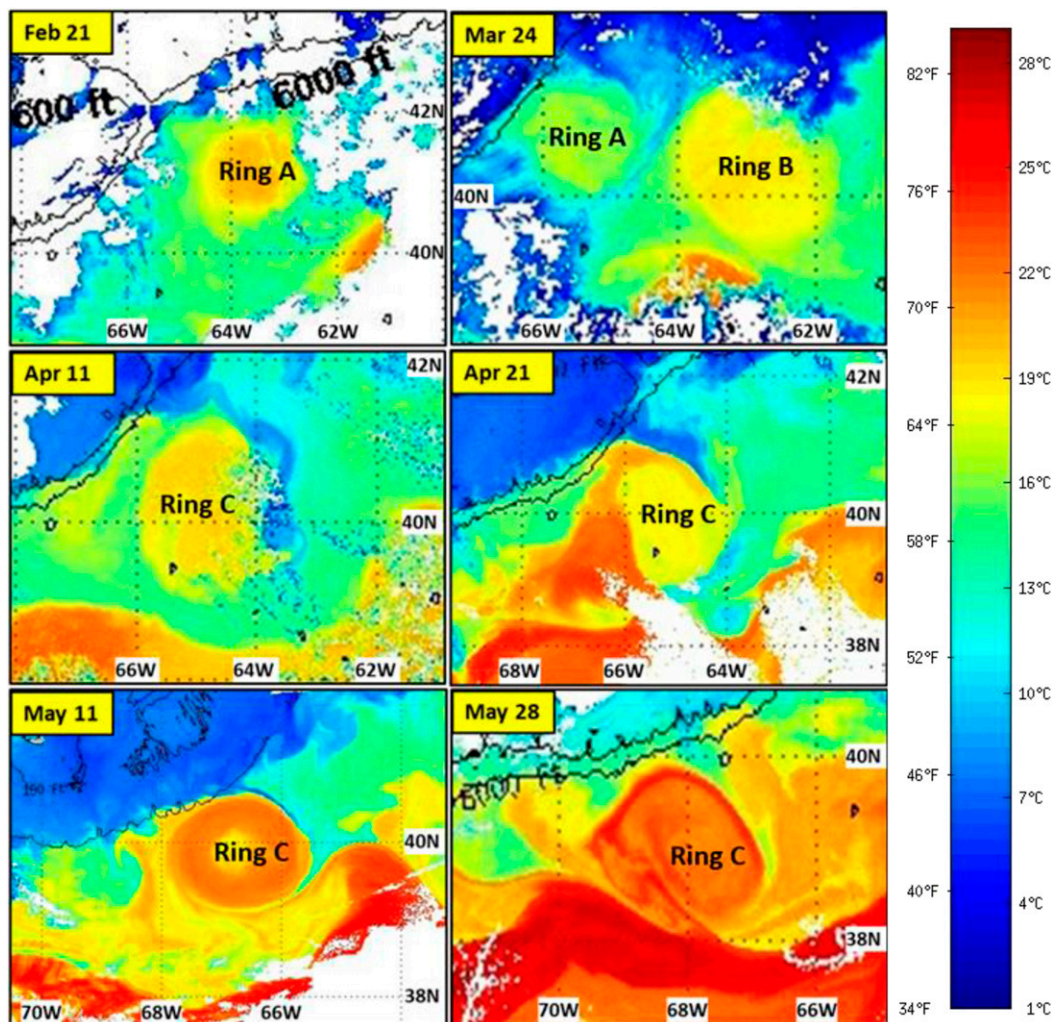 Feb 21
600 ft
6000 ft
42N
Ring A
40N
66W 64W 62W
Mar 24
Ring A
Ring B
40N
66W 64W 62W
Apr 11
42N
Ring C
40N
66W 64W 62W
Apr 21
42N
Ring C
40N
38N
68W 66W 64W
May 11
Ring C
40N
38N
70W 68W 66W
May 28
40N
Ring C
38N
70W 68W 66W
82°F 28°C
76°F 25°C
70°F 22°C
64°F 19°C
58°F 16°C
52°F 13°C
46°F 10°C
40°F 7°C
34°F 4°C
1°C